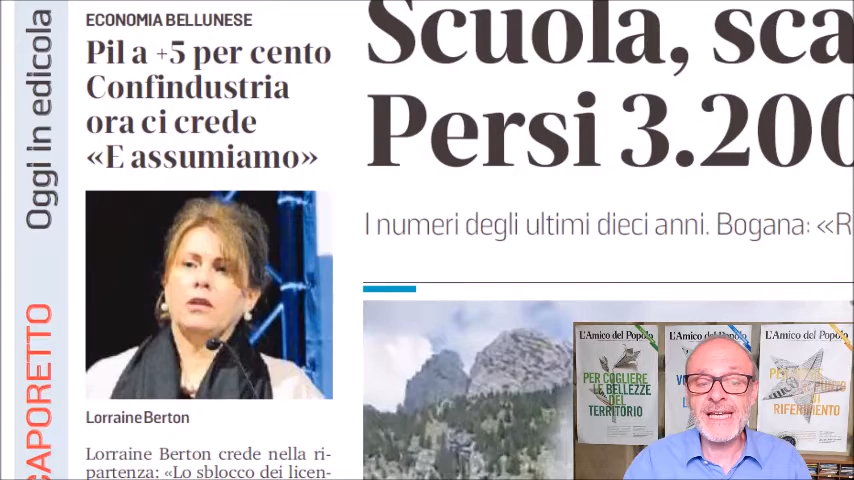 Oggi in edicola
CAPORETTO
ECONOMIA BELLUNESE
Pil a +5 per cento
Confindustria
ora ci crede
«E assumiamo»
Lorraine Berton
Lorraine Berton crede nella ri-
partenza: «Lo sblocco dei licen-
Scuola, sca
Persi 3.200
I numeri degli ultimi dieci anni. Bogana: «R
L'Amico del Popolo
PER COGLIERE
LE BELLEZZE
DEL
TERRITORIO
L'Amico del Popolo
L'Amico del Popolo
DI
RIFERIMENTO